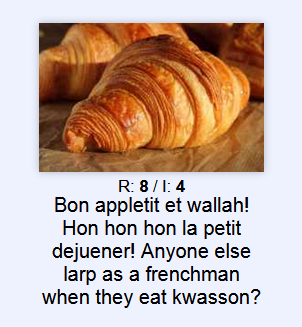 R: 8 / I: 4
Bon appletit et wallah!
Hon hon hon la petit
dejuener! Anyone else
larp as a frenchman
when they eat kwasson?